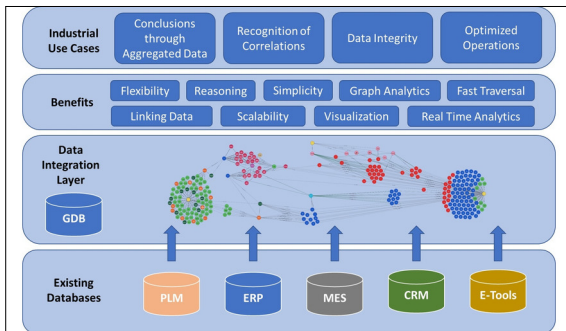 Industrial
Use Cases
Conclusions
through
Aggregated Data
Recognition of
Correlations
Data Integrity
Optimized
Operations
Benefits
Flexibility
Reasoning
Simplicity
Graph Analytics
Fast Traversal
Linking Data
Scalability
Visualization
Real Time Analytics
Data
Integration
Layer
GDB
Existing
Databases
PLM
ERP
MES
CRM
E-Tools